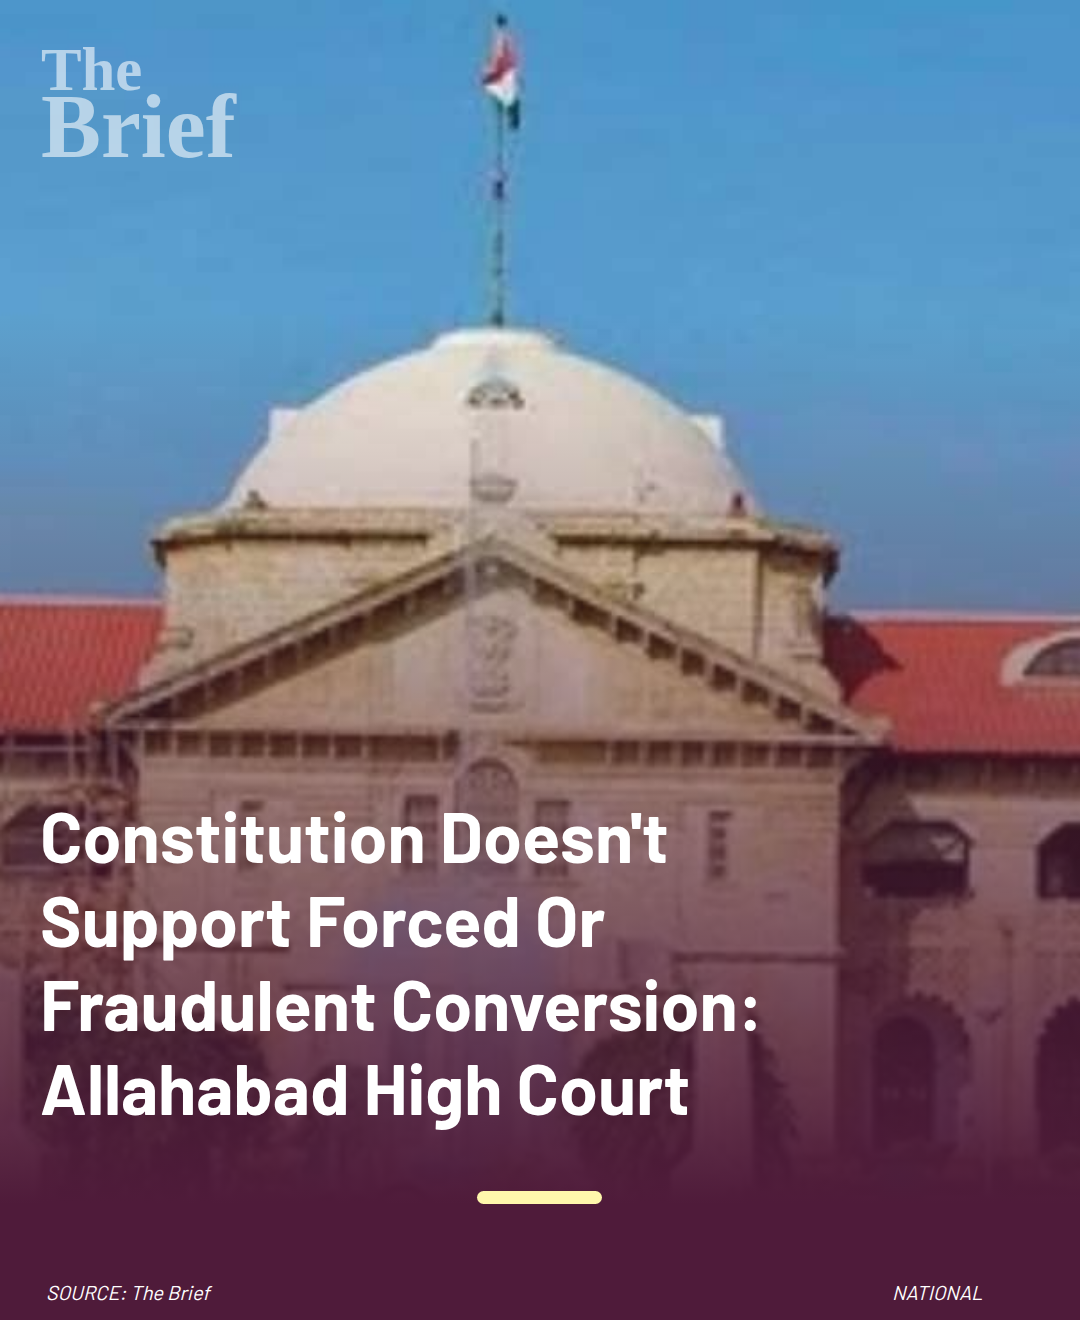 The
Brief
Constitution Doesn't
Support Forced Or
Fraudulent Conversion:
Allahabad High Court
SOURCE: The Brief
NATIONAL